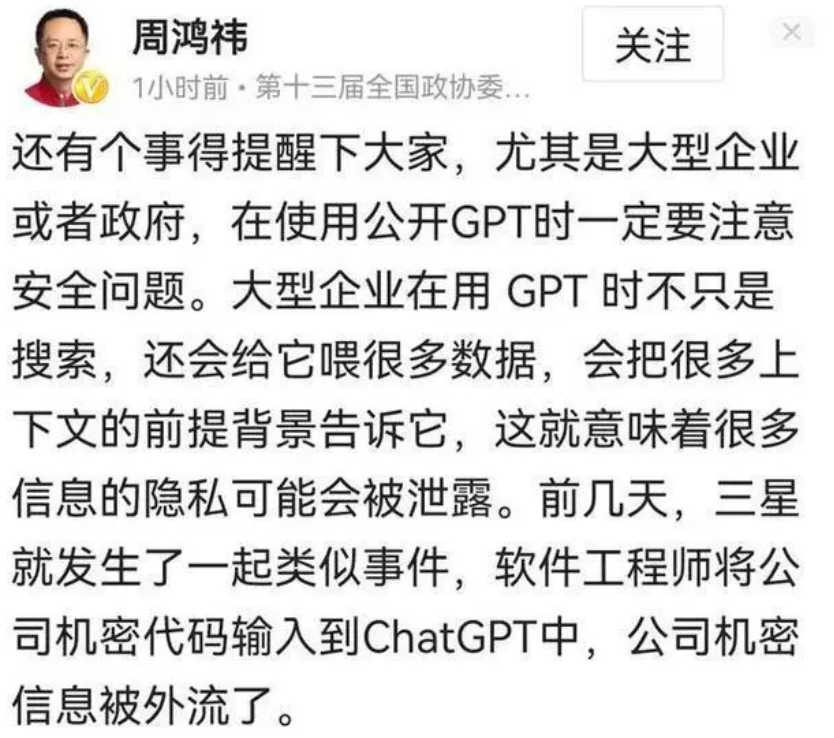 周鸿祎
关注
1小时前·第十三届全国政协委...
还有个事得提醒下大家，尤其是大型企业
或者政府，在使用公开GPT时一定要注意
安全问题。大型企业在用 GPT 时不只是
搜索，还会给它喂很多数据，会把很多上
下文的前提背景告诉它，这就意味着很多
信息的隐私可能会被泄露。前几天，三星
就发生了一起类似事件，软件工程师将公
司机密代码输入到ChatGPT中，公司机密
信息被外流了。